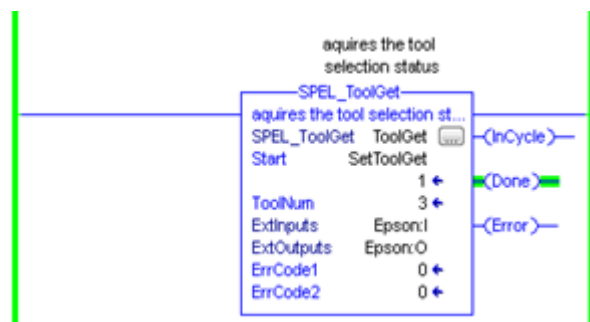 aquires the tool
selection status
SPEL_ToolGet
aquires the tool selection st...
SPEL_ToolGet ToolGet ...
(InCycle)
Start SetToolGet
1
(Done)
ToolNum 3
ExtInputs Epson:I
(Error)
ExtOutputs Epson:O
ErrCode1 0
ErrCode2 0